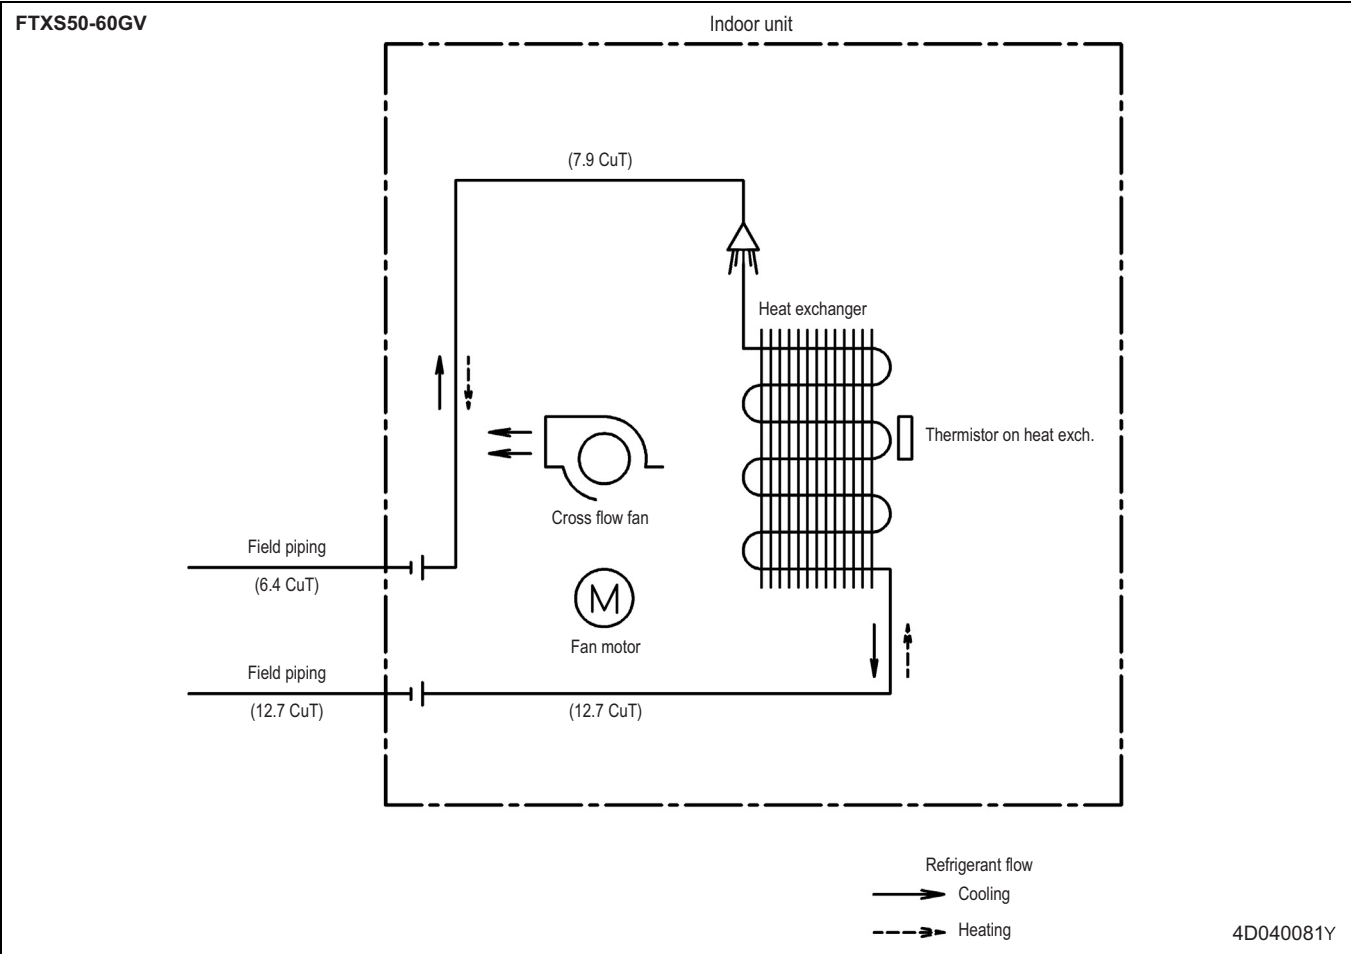 FTXS50-60GV
Indoor unit
(7.9 CuT)
Heat exchanger
Thermistor on heat exch.
Cross flow fan
Field piping
(6.4 CuT)
M
Fan motor
Field piping
(12.7 CuT)
(12.7 CuT)
Refrigerant flow
Cooling
Heating
4D040081Y